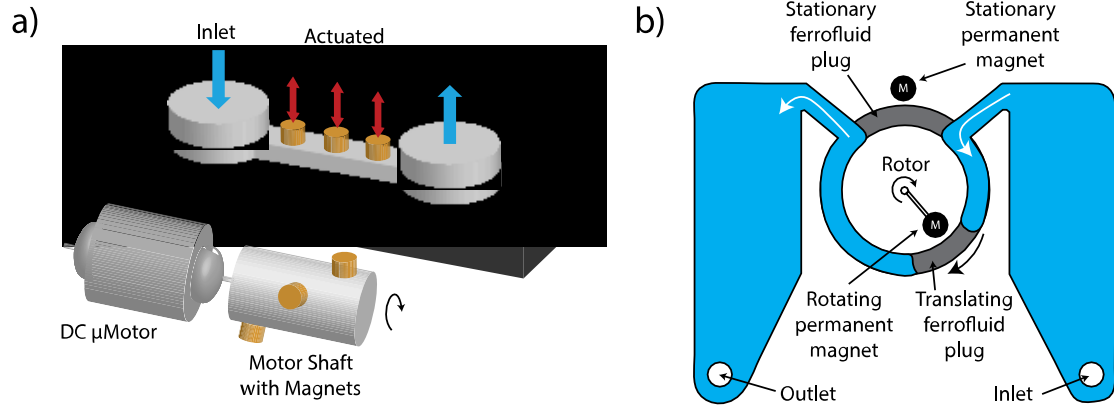 a)
Inlet
Actuated
DC µMotor
Motor Shaft
with Magnets
b)
Stationary
ferrofluid
plug
Stationary
permanent
magnet
M
Rotor
M
Rotating
permanent
magnet
Translating
ferrofluid
plug
Outlet
Inlet